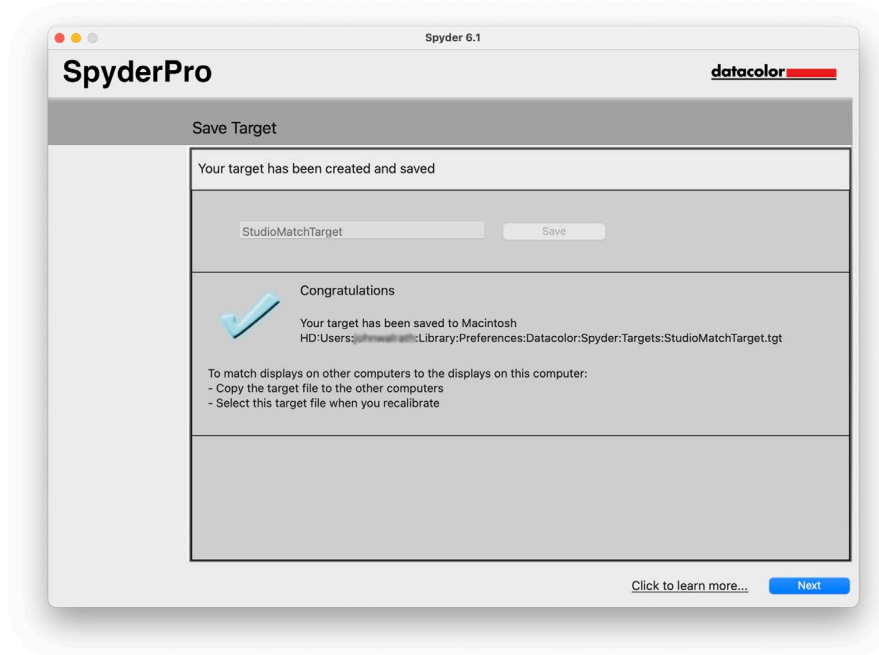 Spyder 6.1
SpyderPro
datacolor
Save Target
Your target has been created and saved
StudioMatchTarget
Save
Congratulations
Your target has been saved to Macintosh
HD:Users: :Library:Preferences:Datacolor:Spyder:Targets:StudioMatchTarget.tgt
To match displays on other computers to the displays on this computer:
- Copy the target file to the other computers
- Select this target file when you recalibrate
Click to learn more...
Next